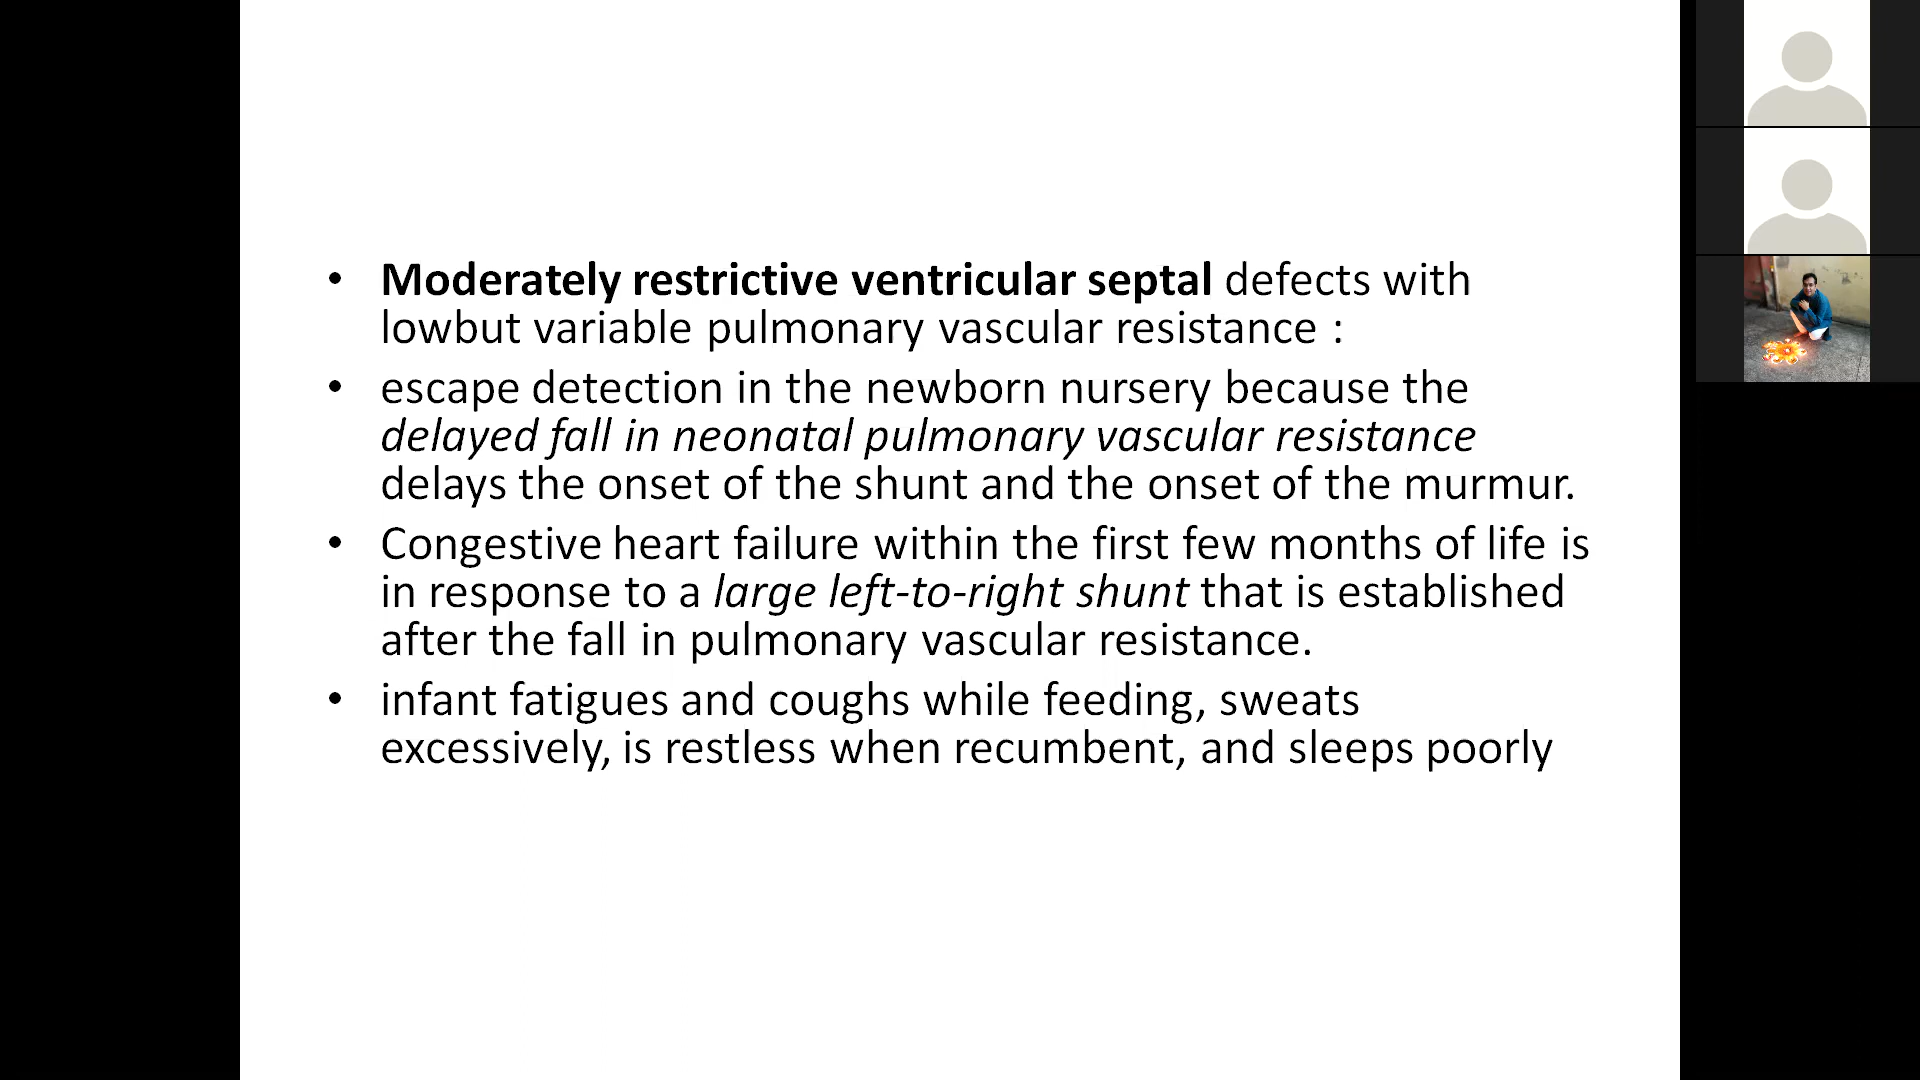 • Moderately restrictive ventricular septal defects with
lowbut variable pulmonary vascular resistance :
• escape detection in the newborn nursery because the
delayed fall in neonatal pulmonary vascular resistance
delays the onset of the shunt and the onset of the murmur.
• Congestive heart failure within the first few months of life is
in response to a large left-to-right shunt that is established
after the fall in pulmonary vascular resistance.
• infant fatigues and coughs while feeding, sweats
excessively, is restless when recumbent, and sleeps poorly